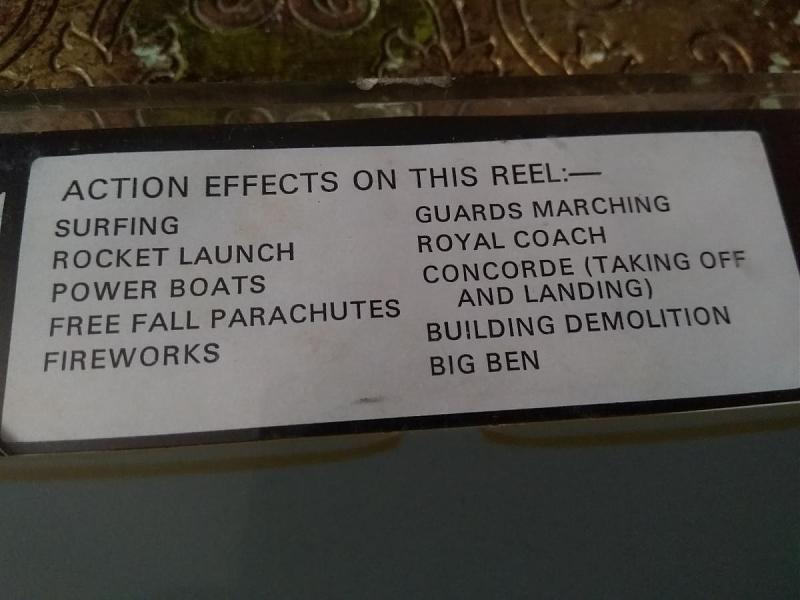 ACTION EFFECTS ON THIS REEL:—
SURFING
ROCKET LAUNCH
POWER BOATS
FREE FALL PARACHUTES
FIREWORKS
GUARDS MARCHING
ROYAL COACH
CONCORDE (TAKING OFF
AND LANDING)
BUILDING DEMOLITION
BIG BEN